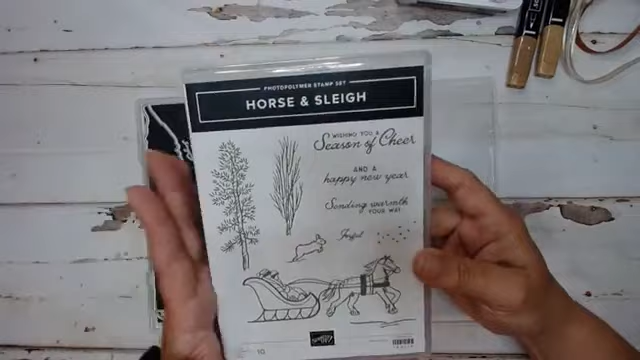 PHOTOPOLYMER STAMP SET
HORSE & SLEIGH
WISHING YOU A
Season of Cheer
AND A
happy new year
Sending warmth
YOUR WAY
Joyful
10